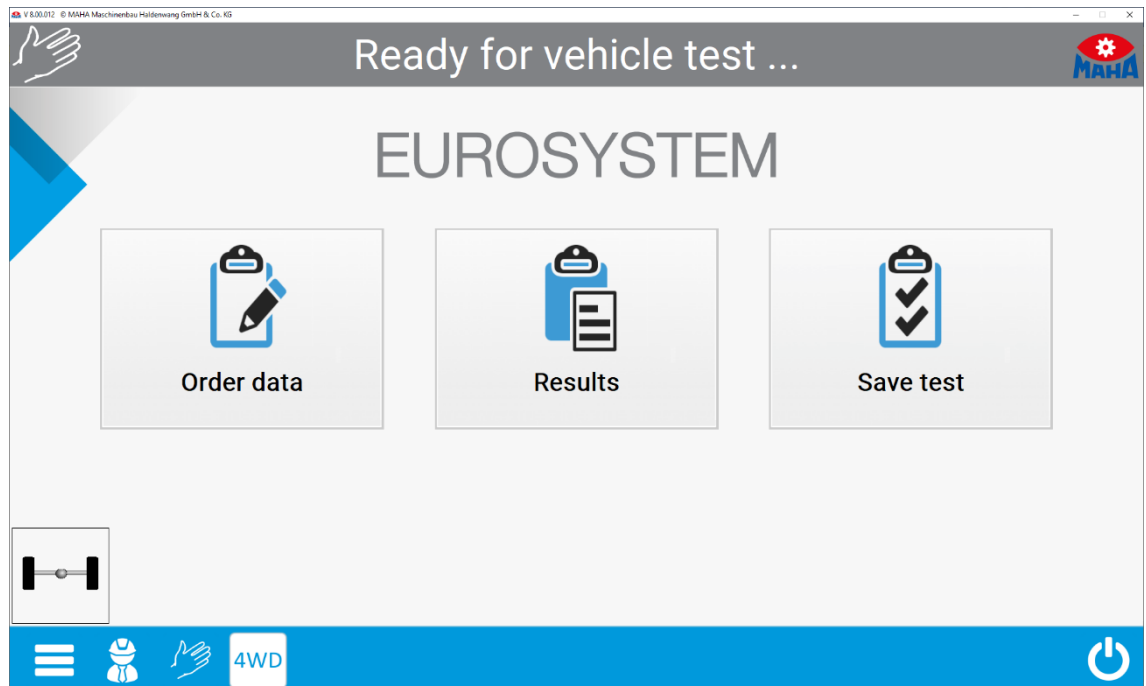 V 8.00.012 © MAHA Maschinenbau Haldenwang GmbH & Co. KG
Ready for vehicle test ...
MAHA
EUROSYSTEM
Order data
Results
Save test
4WD